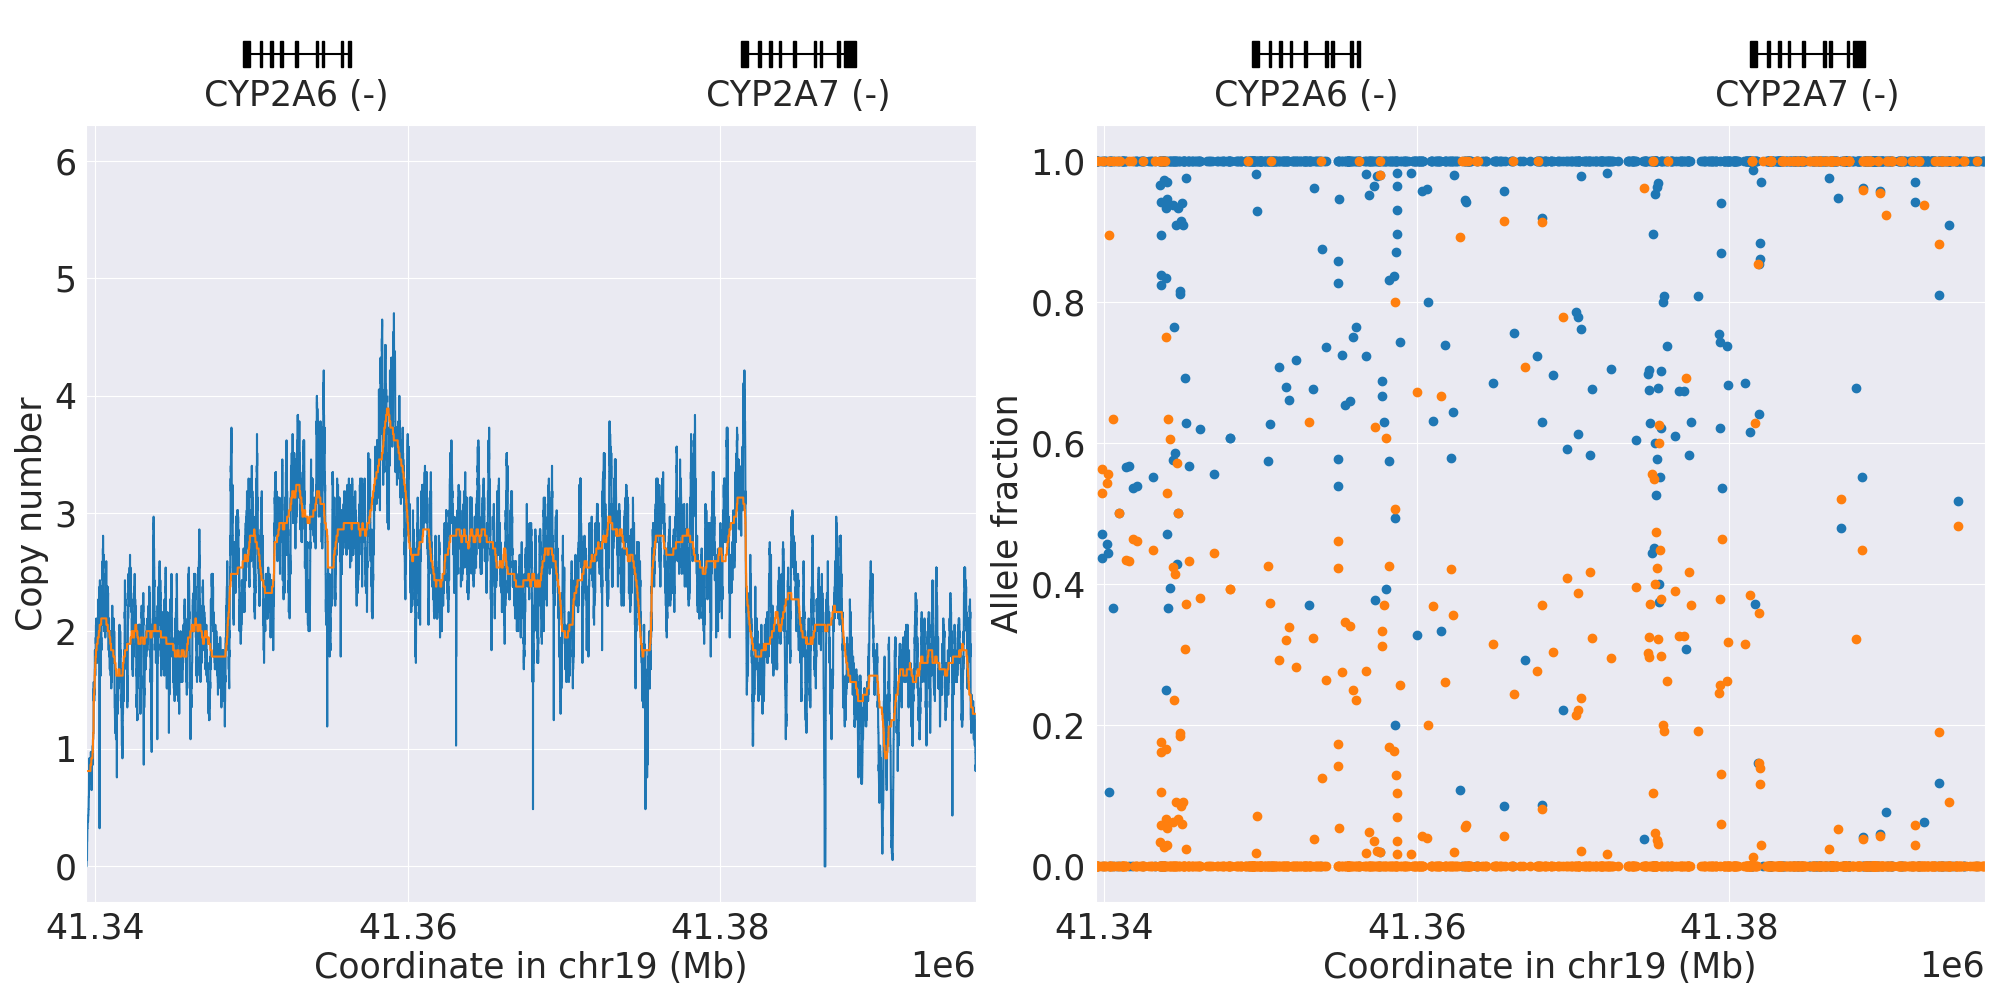 CYP2A6 (-)
CYP2A7 (-)
6
5
4
3
2
1
0
Copy number
41.34
41.36
41.38
Coordinate in chr19 (Mb)
1e6
CYP2A6 (-)
CYP2A7 (-)
1.0
0.8
0.6
0.4
0.2
0.0
Allele fraction
41.34
41.36
41.38
Coordinate in chr19 (Mb)
1e6